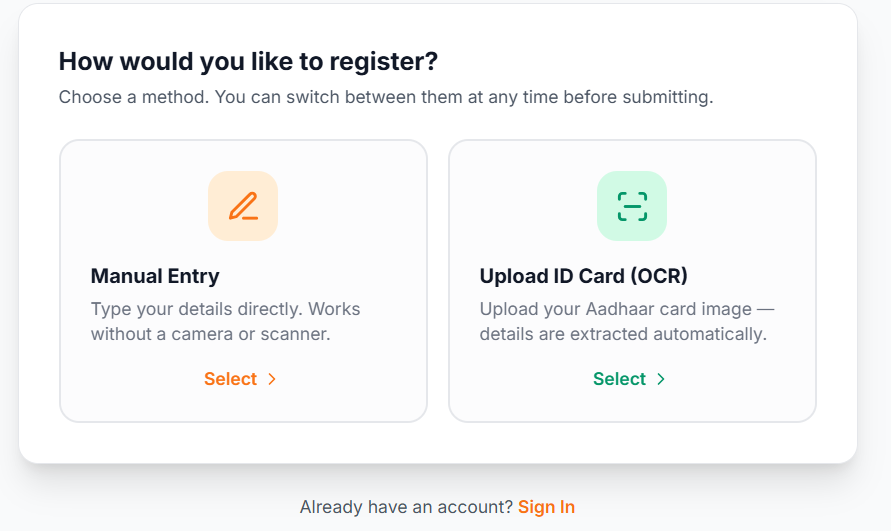 How would you like to register?
Choose a method. You can switch between them at any time before submitting.
Manual Entry
Type your details directly. Works
without a camera or scanner.
Select
Upload ID Card (OCR)
Upload your Aadhaar card image —
details are extracted automatically.
Select
Already have an account? Sign In